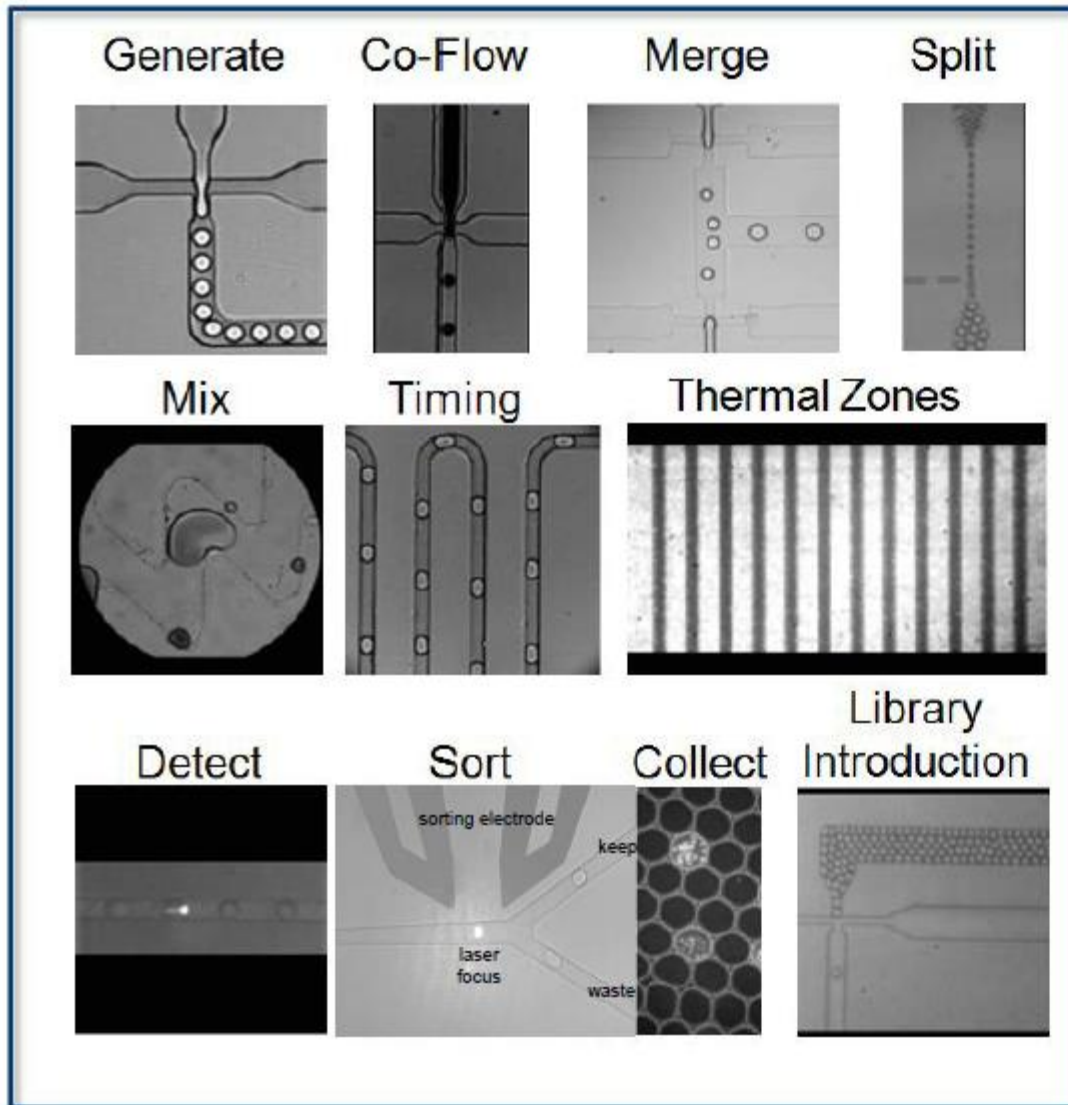 Generate
Co-Flow
Merge
Split
Mix
Timing
Thermal Zones
Detect
Sort
Collect
Library
Introduction
sorting electrode
keep
laser
focus
waste